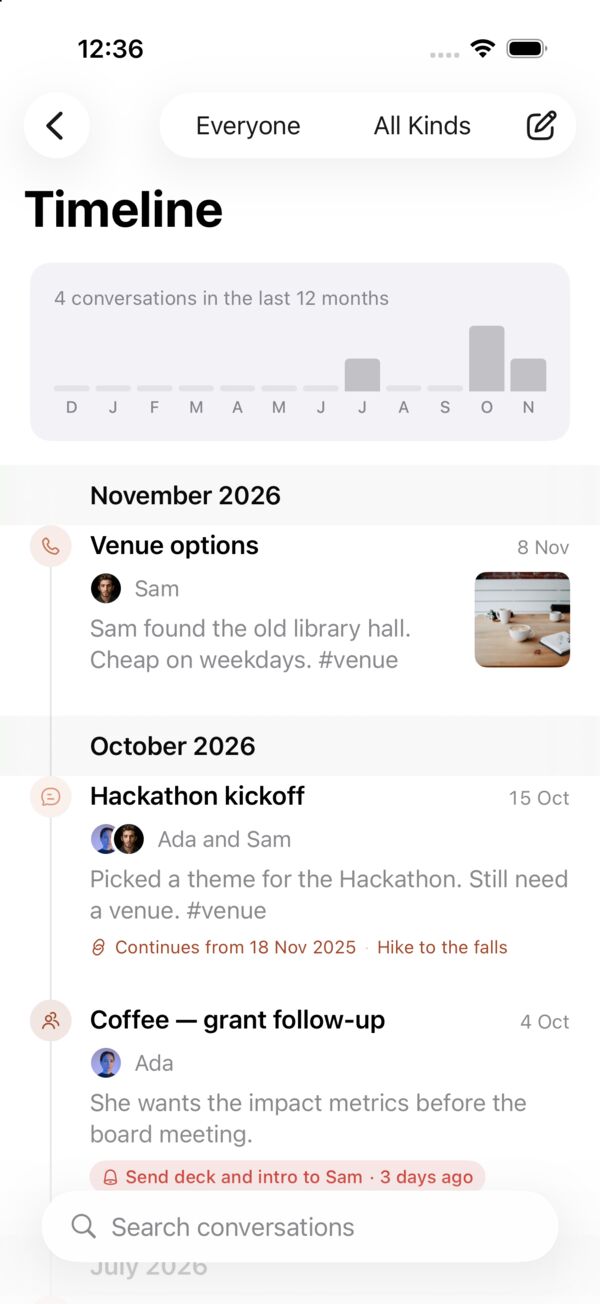 12:36
Everyone All Kinds
Timeline
4 conversations in the last 12 months
D J F M A M J J A S O N
November 2026
Venue options 8 Nov
Sam
Sam found the old library hall.
Cheap on weekdays. #venue
October 2026
Hackathon kickoff 15 Oct
Ada and Sam
Picked a theme for the Hackathon. Still need
a venue. #venue
Continues from 18 Nov 2025 · Hike to the falls
Coffee — grant follow-up 4 Oct
Ada
She wants the impact metrics before the
board meeting.
Send deck and intro to Sam · 3 days ago
Search conversations
July 2026